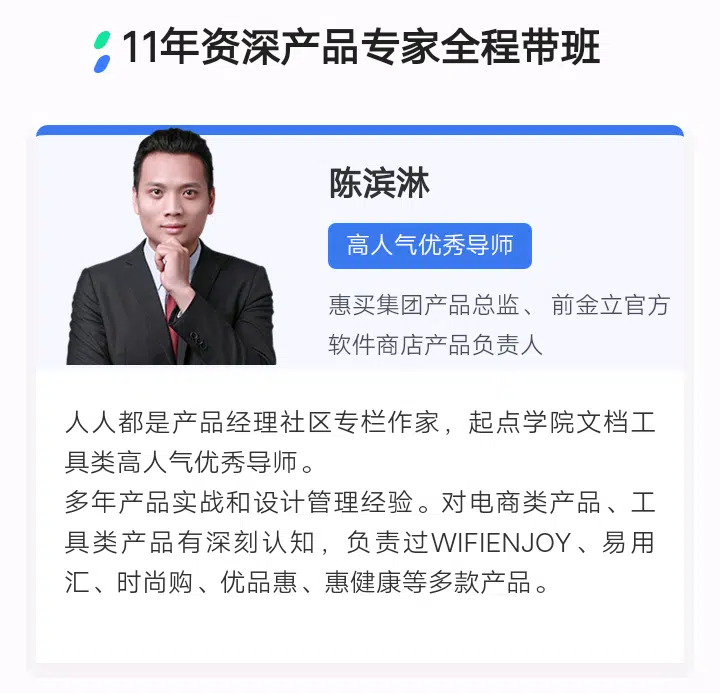 11年资深产品专家全程带班
陈滨淋
高人气优秀导师
惠买集团产品总监、前金立官方
软件商店产品负责人
人人都是产品经理社区专栏作家，起点学院文档工
具类高人气优秀导师。
多年产品实战和设计管理经验。对电商类产品、工
具类产品有深刻认知，负责过WIFIENJOY、易用
汇、时尚购、优品惠、惠健康等多款产品。